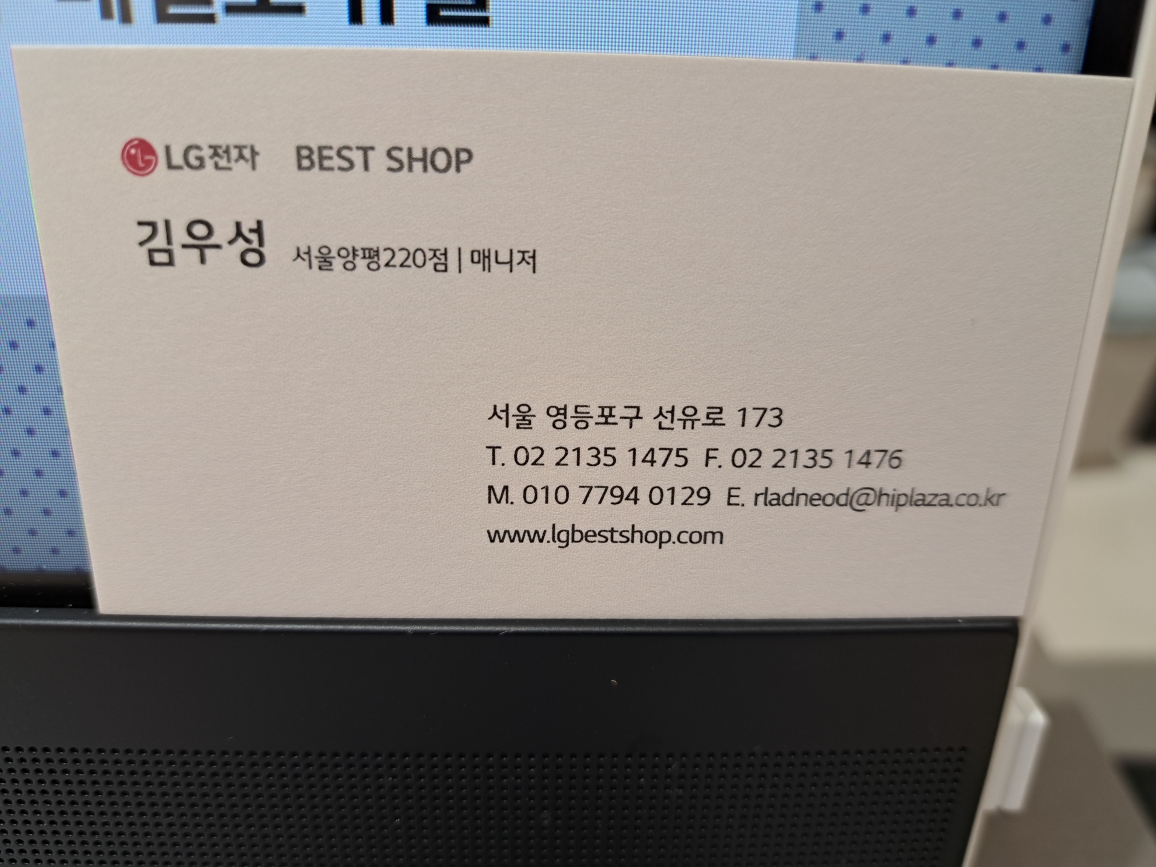 LG전자 BEST SHOP
김우성 서울양평220점 | 매니저
서울 영등포구 선유로 173
T. 02 2135 1475 F. 02 2135 1476
M. 010 7794 0129 E. rladneod@hiplaza.co.kr
www.lgbestshop.com